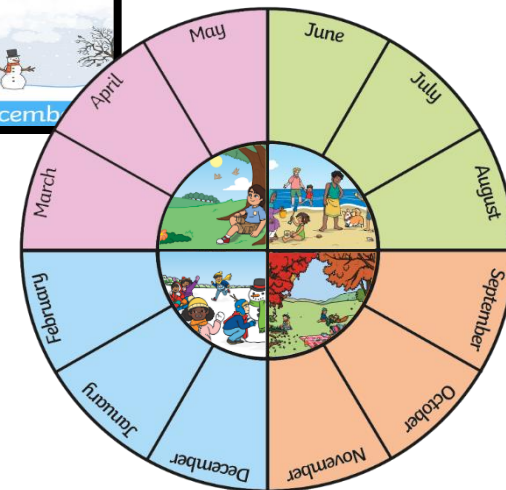 cemb
May
June
April
July
March
August
February
September
January
October
December
November